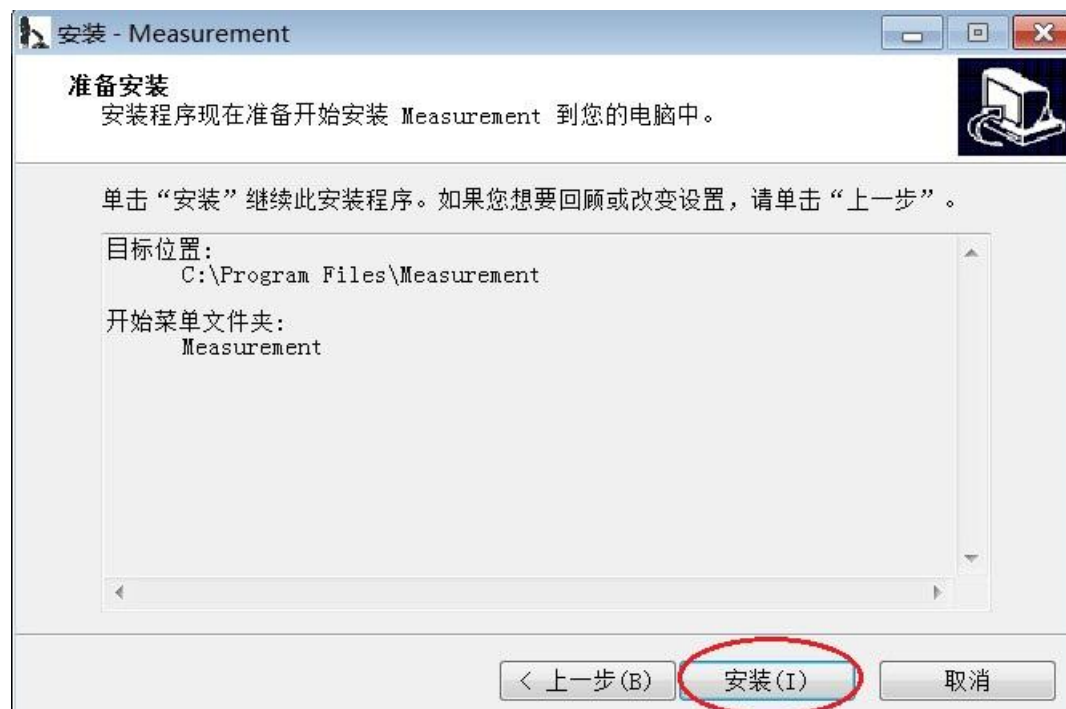 安装 - Measurement
准备安装
安装程序现在准备开始安装 Measurement 到您的电脑中。
单击“安装”继续此安装程序。如果您想要回顾或改变设置，请单击“上一步”。
目标位置:
C:\Program Files\Measurement
开始菜单文件夹:
Measurement
< 上一步(B) 安装(I) 取消